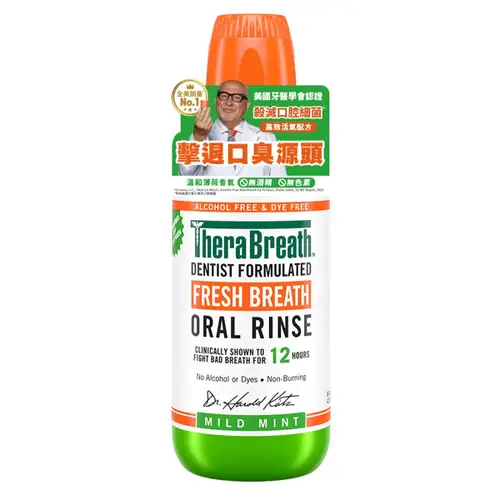 全美銷量
No.1
美國牙醫學會認證
殺滅口腔細菌
高效活氧配方
擊退口臭源頭
溫和薄荷香氣 無酒精 無色素
ALCOHOL FREE & DYE FREE
TheraBreath
DENTIST FORMULATED
FRESH BREATH
ORAL RINSE
CLINICALLY SHOWN TO
FIGHT BAD BREATH FOR 12 HOURS
No Alcohol or Dyes • Non-Burning
Dr. Harold Katz
MILD MINT